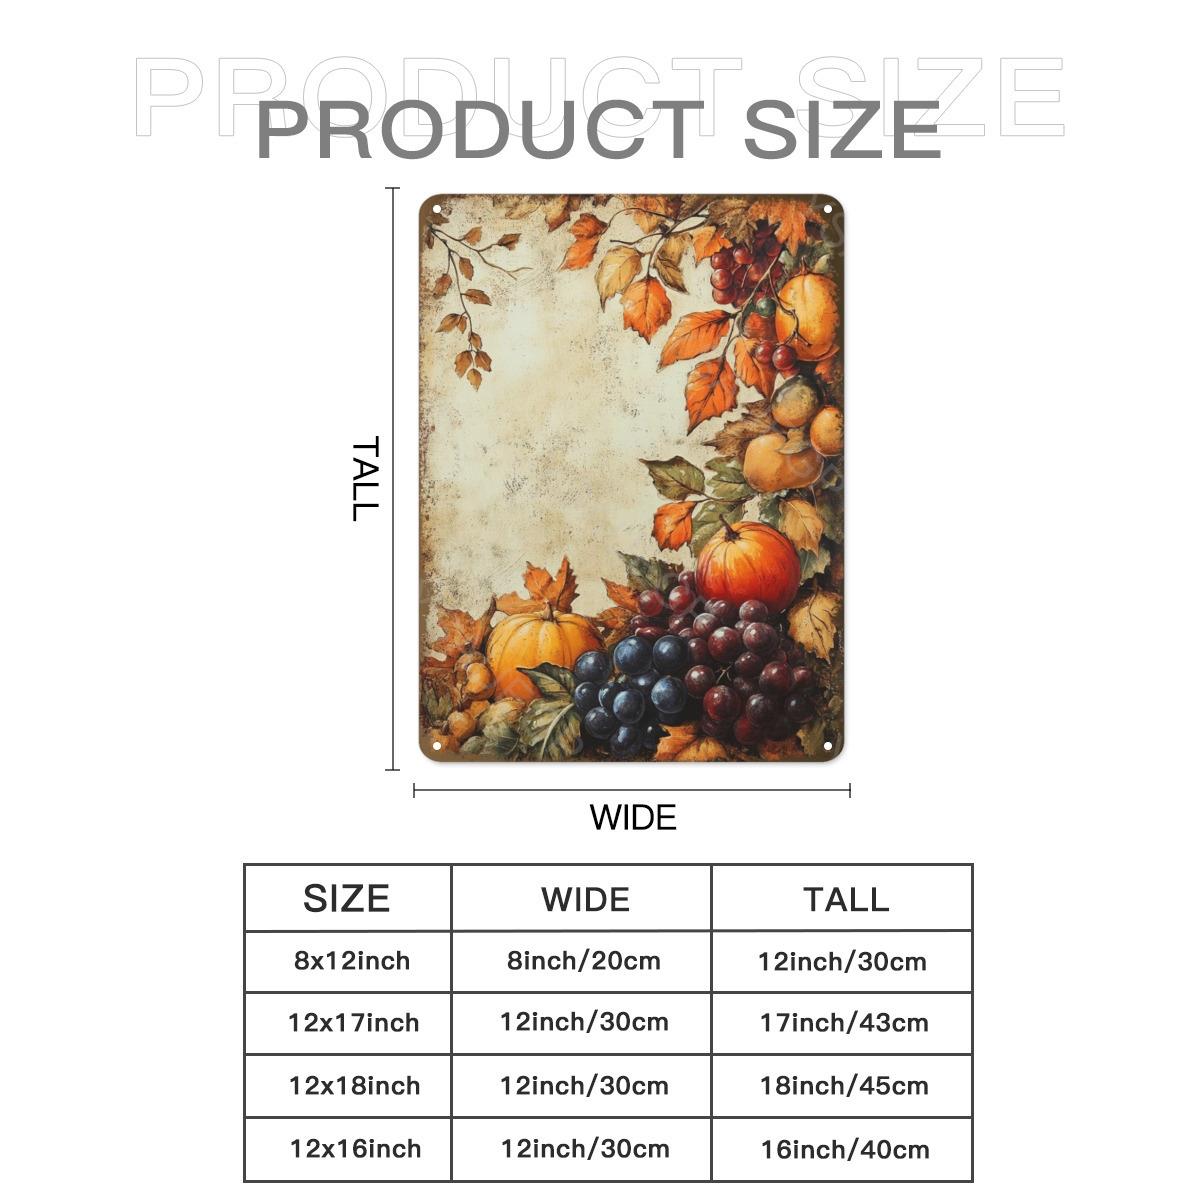 PRODUCT SIZE
PRODUCT SIZE
TALL
WIDE
SIZE WIDE TALL
8x12inch 8inch/20cm 12inch/30cm
12x17inch 12inch/30cm 17inch/43cm
12x18inch 12inch/30cm 18inch/45cm
12x16inch 12inch/30cm 16inch/40cm